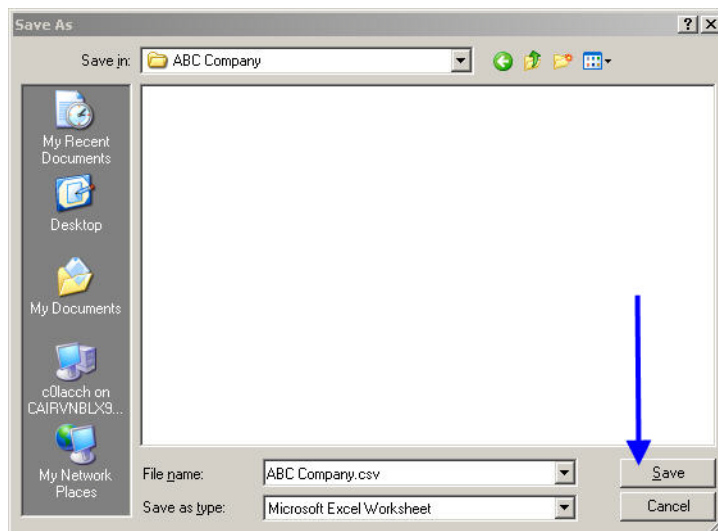 Save As
Save in:
ABC Company
My Recent
Documents
Desktop
My Documents
c0lacch on
CAIRVNBLX9...
My Network
Places
File name:
ABC Company.csv
Save
Save as type:
Microsoft Excel Worksheet
Cancel